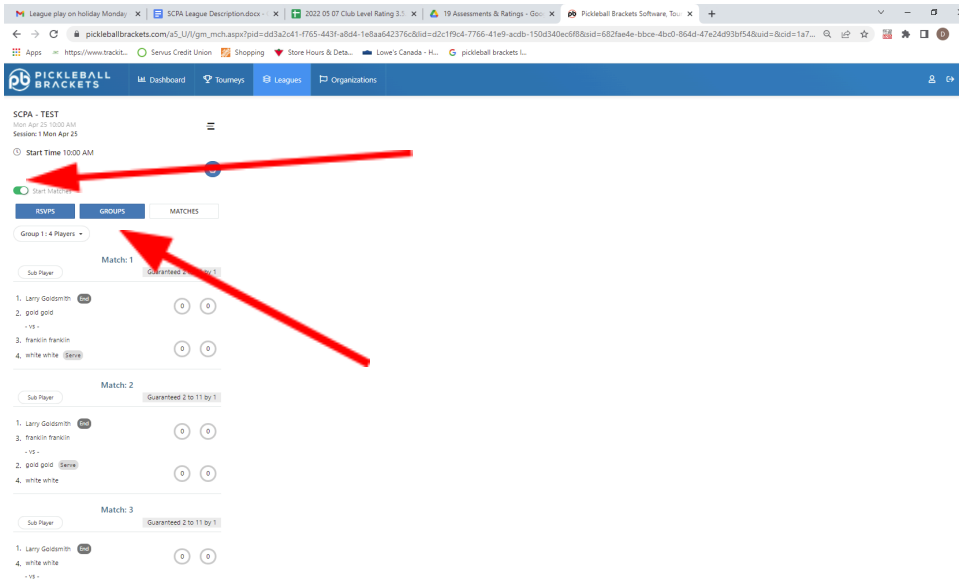 League play on holiday Monday
SCPA League Description.docx -
2022 05 07 Club Level Rating 3.5
19 Assessments & Ratings - Goo
Pickleball Brackets Software, Tour
pickleballbrackets.com/a5_U/l/gm_mch.aspx?pid=dd3a2c41-f765-443f-a8d4-1e8aa642376c&lid=d2c1f9c4-7766-41e9-acdb-150d340ec6f8&sid=682fae4e-bbce-4bc0-864d-47e24d93bf54&uid=&cid=1a7...
D
Apps
https://www.trackit...
Servus Credit Union
Shopping
Store Hours & Deta...
Lowe's Canada - H...
G pickleball brackets l...
pb PICKLEBALL
BRACKETS
Dashboard
Tourneys
Leagues
Organizations
SCPA - TEST
Mon Apr 25 10:00 AM
Session: 1 Mon Apr 25
Start Time 10:00 AM
Start Matches
RSVPS
GROUPS
MATCHES
Group 1 : 4 Players
Match: 1
Sub Player
Guaranteed 2 by 1
1. Larry Goldsmith End
0 0
2. gold gold
- vs -
3. franklin franklin
0 0
4. white white Serve
Match: 2
Sub Player
Guaranteed 2 to 11 by 1
1. Larry Goldsmith End
0 0
3. franklin franklin
- vs -
2. gold gold Serve
0 0
4. white white
Match: 3
Sub Player
Guaranteed 2 to 11 by 1
1. Larry Goldsmith End
0 0
4. white white
- vs -